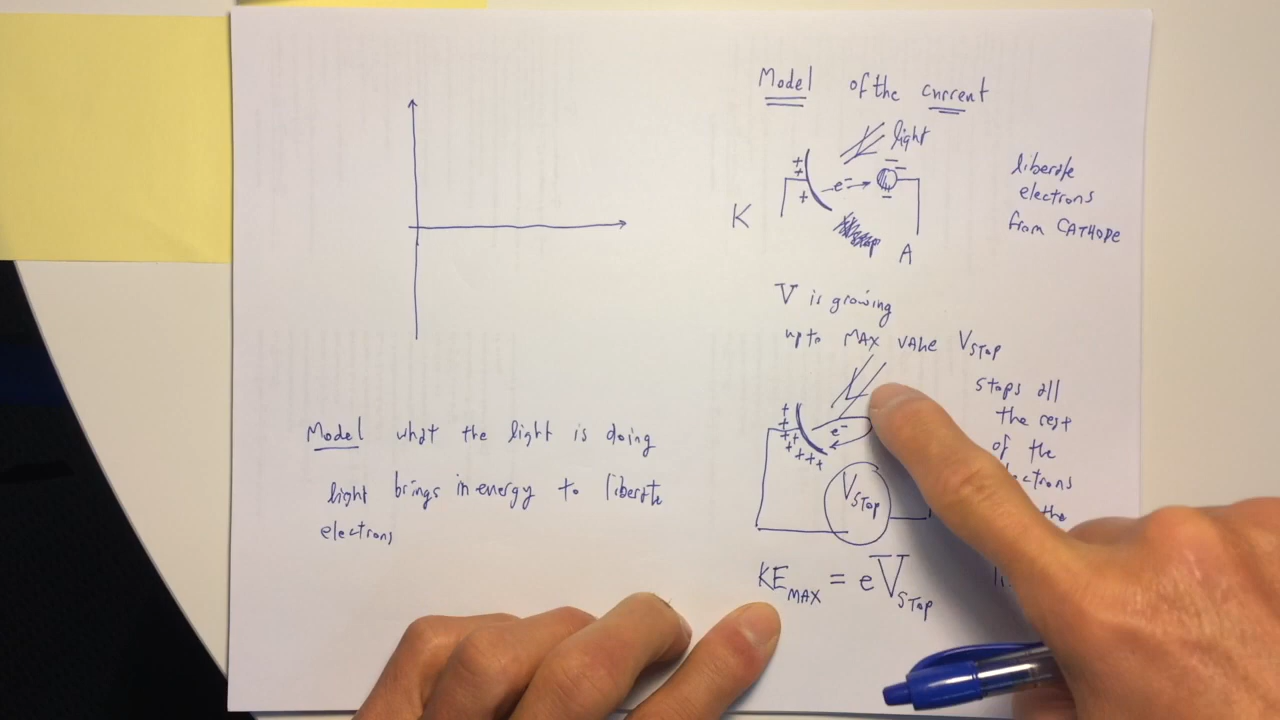 Model of the current
light
+
+
+
e⁻
K
A
liberate
electrons
from CATHODE
V is growing
up to MAX value VSTOP
stops all
the rest
of the
the
+
+
+ +
+ + + +
e⁻
VSTOP
KEMAX = eVSTOP
Model what the light is doing
light brings in energy to liberate
electrons